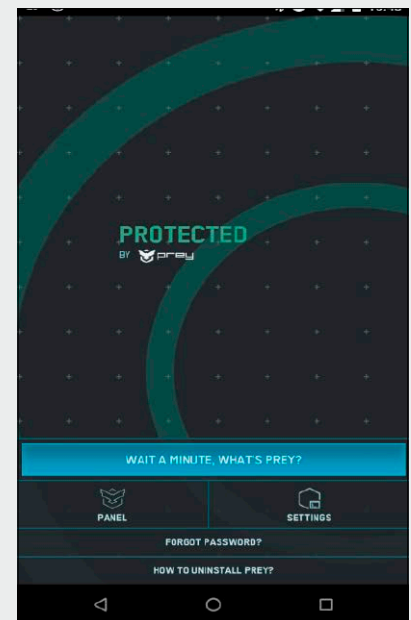 PROTECTED
BY prey
WAIT A MINUTE, WHAT'S PREY?
PANEL SETTINGS
FORGOT PASSWORD?
HOW TO UNINSTALL PREY?